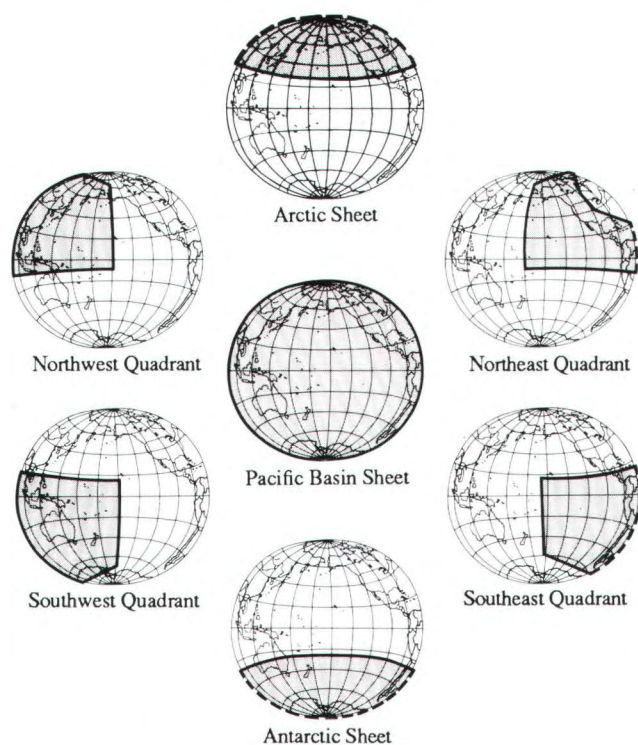 Arctic Sheet
Northwest Quadrant
Northeast Quadrant
Pacific Basin Sheet
Southwest Quadrant
Southeast Quadrant
Antarctic Sheet